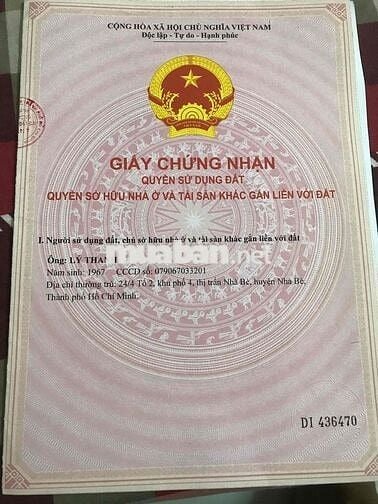 CỘNG HÒA XÃ HỘI CHỦ NGHĨA VIỆT NAM
Độc lập - Tự do - Hạnh phúc
GIẤY CHỨNG NHẬN
QUYỀN SỬ DỤNG ĐẤT
QUYỀN SỞ HỮU NHÀ Ở VÀ TÀI SẢN KHÁC GẮN LIỀN VỚI ĐẤT
I. Người sử dụng đất, chủ sở hữu nhà ở và tài sản khác gắn liền với đất
Ông: LÝ THAN
muaban.net
Năm sinh: 1967 CCCD số: 079067033201
Địa chỉ thường trú: 24/4 Tổ 2, khu phố 4, thị trấn Nhà Bè, huyện Nhà Bè,
Thành phố Hồ Chí Minh.
DI 436470